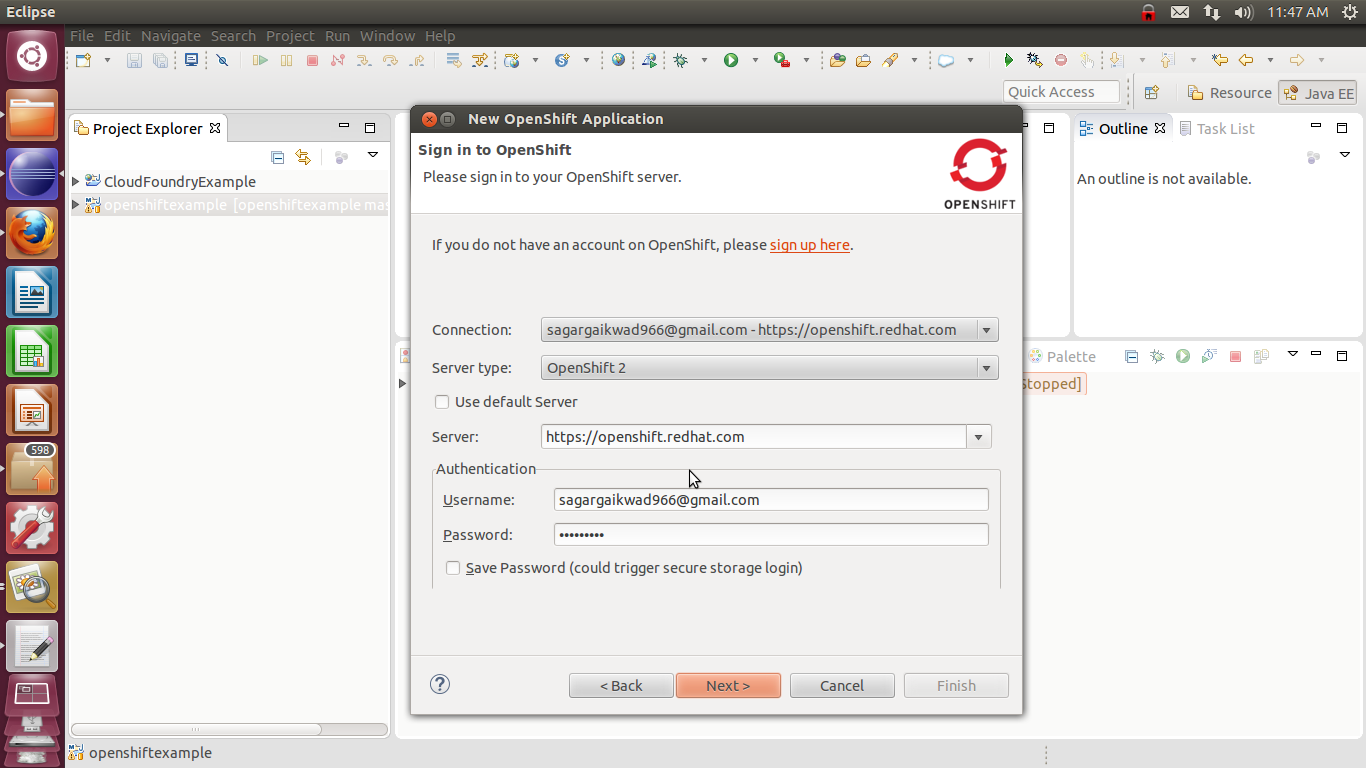 Eclipse
11:47 AM
File Edit Navigate Search Project Run Window Help
Quick Access
Resource
Java EE
Project Explorer
CloudFoundryExample
openshiftexample [openshiftexample mas
New OpenShift Application
Sign in to OpenShift
Please sign in to your OpenShift server.
OPENSHIFT
If you do not have an account on OpenShift, please sign up here.
Connection: sagargaikwad966@gmail.com - https://openshift.redhat.com
Server type: OpenShift 2
Use default Server
Server: https://openshift.redhat.com
Authentication
Username: sagargaikwad966@gmail.com
Password: •••••••••
Save Password (could trigger secure storage login)
< Back
Next >
Cancel
Finish
Outline
Task List
An outline is not available.
Palette
Stopped]
598
openshiftexample